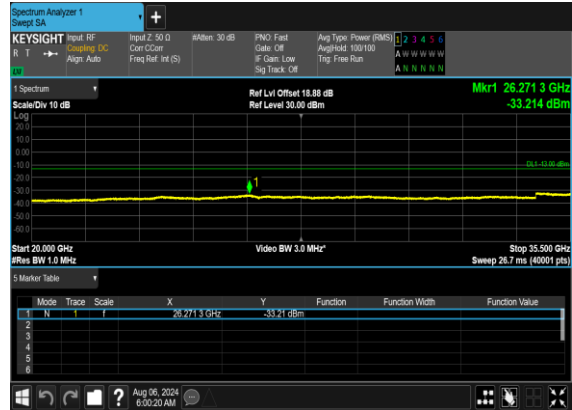 Spectrum Analyzer 1
Swept SA
+
KEYSIGHT Input: RF Input Z: 50 Ω #Atten: 30 dB PNO: Fast Avg Type: Power (RMS) 1 2 3 4 5 6
R T Coupling: DC Corr CCorr Gate: Off Avg|Hold: 100/100 A W W W W W
Align: Auto Freq Ref: Int (S) IF Gain: Low Trig: Free Run
Sig Track: Off A N N N N N
1 Spectrum Ref Lvl Offset 18.88 dB Mkr1 26.271 3 GHz
Scale/Div 10 dB Ref Level 30.00 dBm -33.214 dBm
Log
20.0
10.0
0.00
-10.0
DL1 -13.00 dBm
-20.0
1
-30.0
-40.0
-50.0
-60.0
Start 20.000 GHz Video BW 3.0 MHz* Stop 35.500 GHz
#Res BW 1.0 MHz Sweep 26.7 ms (40001 pts)
5 Marker Table
Mode Trace Scale X Y Function Function Width Function Value
1 N 1 f 26.271 3 GHz -33.21 dBm
2
3
4
5
6
? Aug 06, 2024
6:00:20 AM